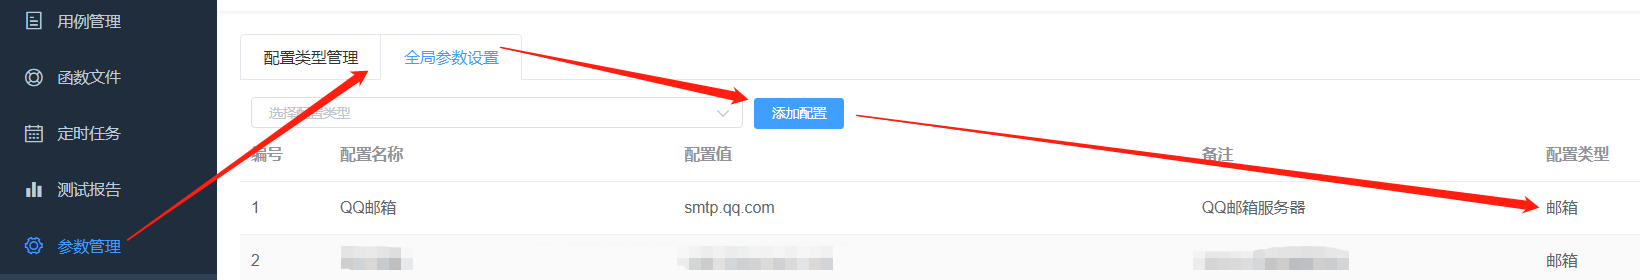 用例管理
函数文件
定时任务
测试报告
参数管理
配置类型管理
全局参数设置
选择配置类型
添加配置
编号 配置名称 配置值 备注 配置类型
1 QQ邮箱 smtp.qq.com QQ邮箱服务器 邮箱
2 邮箱